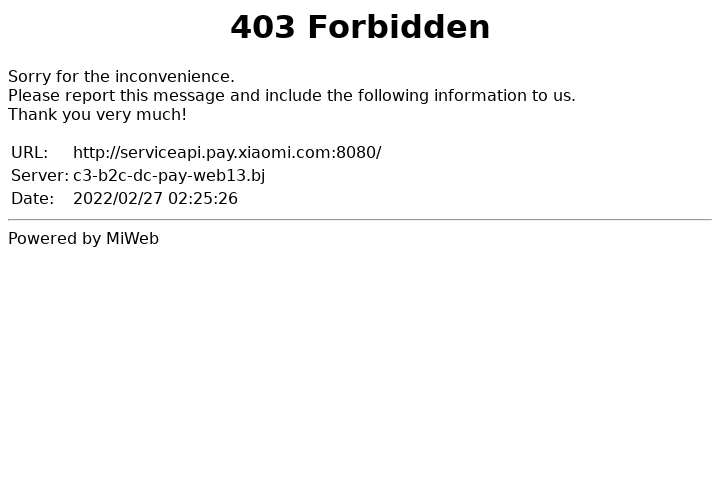 403 Forbidden
Sorry for the inconvenience.
Please report this message and include the following information to us.
Thank you very much!
URL: http://serviceapi.pay.xiaomi.com:8080/
Server: c3-b2c-dc-pay-web13.bj
Date: 2022/02/27 02:25:26
Powered by MiWeb